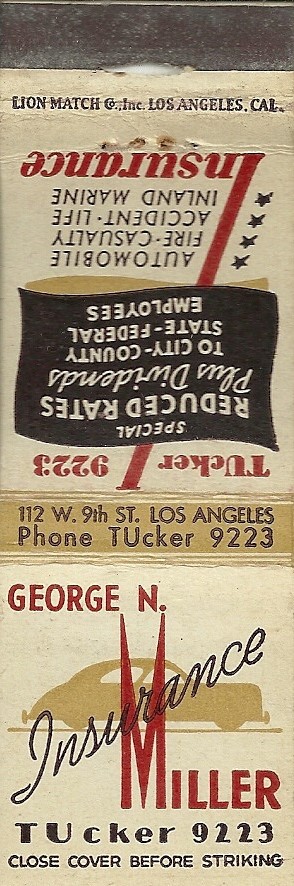 LION MATCH Co., Inc. LOS ANGELES, CAL.
TUcker 9223
SPECIAL
REDUCED RATES
Plus Dividends
TO CITY-COUNTY
STATE-FEDERAL
EMPLOYEES
AUTOMOBILE
FIRE-CASUALTY
ACCIDENT-LIFE
INLAND MARINE
Insurance
112 W. 9th ST. LOS ANGELES
Phone TUcker 9223
GEORGE N.
Insurance
MILLER
TUcker 9223
CLOSE COVER BEFORE STRIKING